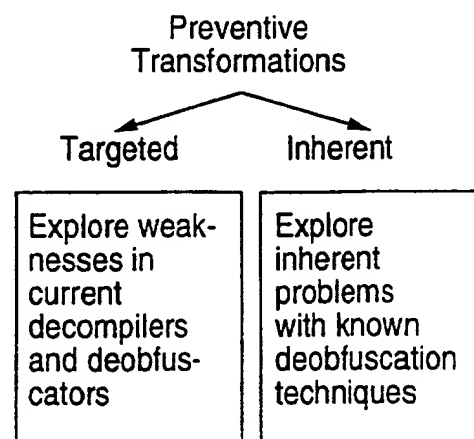 Preventive
Transformations
Targeted
Inherent
Explore weak-
nesses in
current
decompilers
and deobfus-
cators
Explore
inherent
problems
with known
deobfuscation
techniques